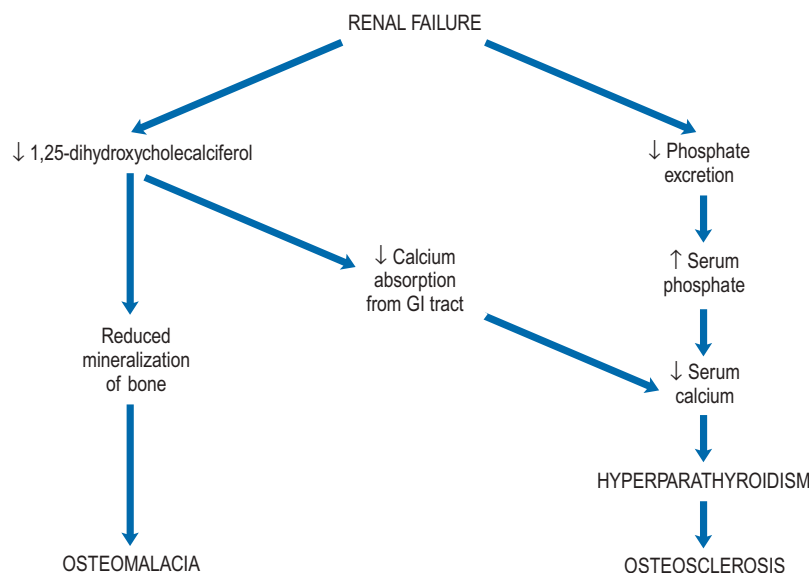 RENAL FAILURE
↓ 1,25-dihydroxycholecalciferol
↓ Phosphate
excretion
↓ Calcium
absorption
from GI tract
↑ Serum
phosphate
Reduced
mineralization
of bone
↓ Serum
calcium
HYPERPARATHYROIDISM
OSTEOMALACIA
OSTEOSCLEROSIS